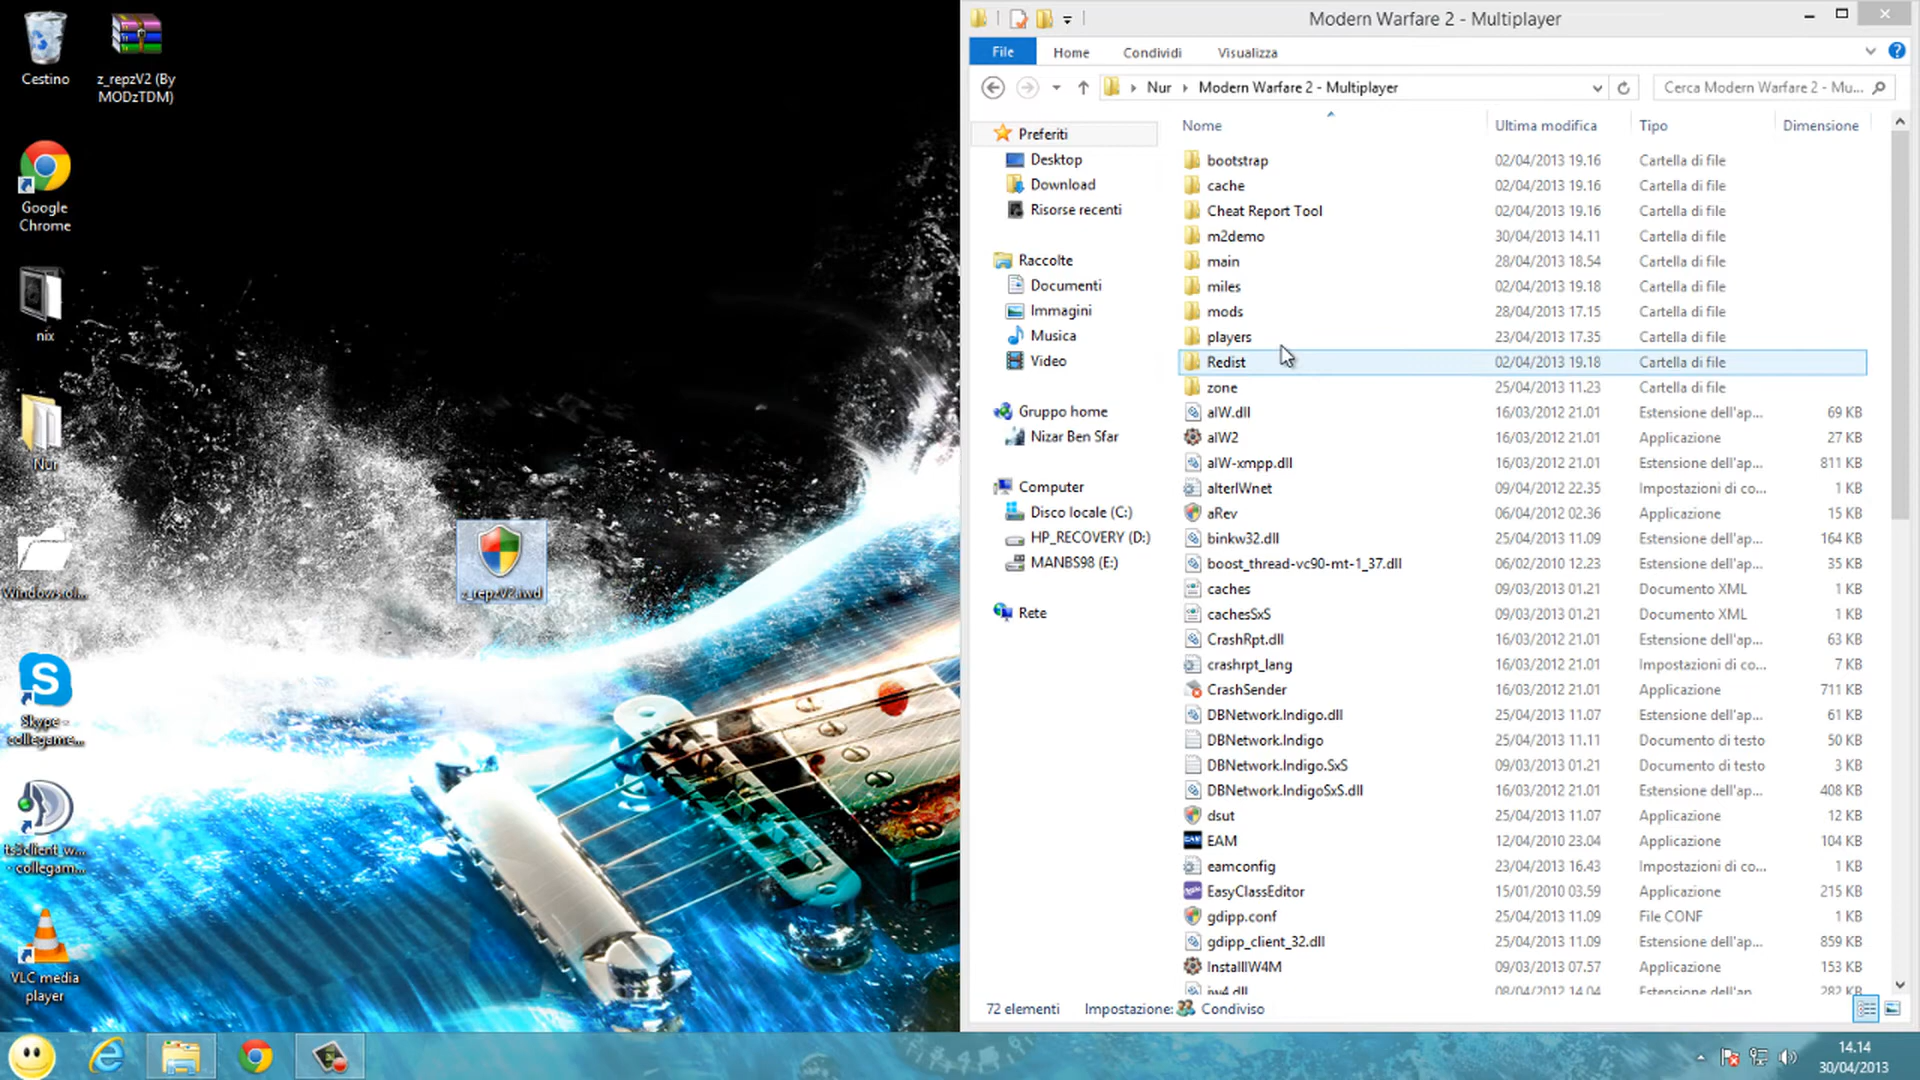 Cestino
z_repzV2 (By
MODzTDM)
Google
Chrome
nix
Nur
Windows.ol...
Skype -
collegame...
ts3client_w...
- collegam...
VLC media
player
z_repzV2.iwd
Modern Warfare 2 - Multiplayer
File Home Condividi Visualizza
Nur Modern Warfare 2 - Multiplayer
Cerca Modern Warfare 2 - Mu...
Preferiti
Desktop
Download
Risorse recenti
Raccolte
Documenti
Immagini
Musica
Video
Gruppo home
Nizar Ben Sfar
Computer
Disco locale (C:)
HP_RECOVERY (D:)
MANBS98 (E:)
Rete
Nome Ultima modifica Tipo Dimensione
bootstrap 02/04/2013 19.16 Cartella di file
cache 02/04/2013 19.16 Cartella di file
Cheat Report Tool 02/04/2013 19.16 Cartella di file
m2demo 30/04/2013 14.11 Cartella di file
main 28/04/2013 18.54 Cartella di file
miles 02/04/2013 19.18 Cartella di file
mods 28/04/2013 17.15 Cartella di file
players 23/04/2013 17.35 Cartella di file
Redist 02/04/2013 19.18 Cartella di file
zone 25/04/2013 11.23 Cartella di file
aIW.dll 16/03/2012 21.01 Estensione dell'ap... 69 KB
aIW2 16/03/2012 21.01 Applicazione 27 KB
aIW-xmpp.dll 16/03/2012 21.01 Estensione dell'ap... 811 KB
alterIWnet 09/04/2012 22.35 Impostazioni di co... 1 KB
aRev 06/04/2012 02.36 Applicazione 15 KB
binkw32.dll 25/04/2013 11.09 Estensione dell'ap... 164 KB
boost_thread-vc90-mt-1_37.dll 06/02/2010 12.23 Estensione dell'ap... 35 KB
caches 09/03/2013 01.21 Documento XML 1 KB
cachesSxS 09/03/2013 01.21 Documento XML 1 KB
CrashRpt.dll 16/03/2012 21.01 Estensione dell'ap... 63 KB
crashrpt_lang 16/03/2012 21.01 Impostazioni di co... 7 KB
CrashSender 16/03/2012 21.01 Applicazione 711 KB
DBNetwork.Indigo.dll 25/04/2013 11.07 Estensione dell'ap... 61 KB
DBNetwork.Indigo 25/04/2013 11.11 Documento di testo 50 KB
DBNetwork.Indigo.SxS 09/03/2013 01.21 Documento di testo 3 KB
DBNetwork.IndigoSxS.dll 16/03/2012 21.01 Estensione dell'ap... 408 KB
dsut 25/04/2013 11.07 Applicazione 12 KB
EAM 12/04/2010 23.04 Applicazione 104 KB
eamconfig 23/04/2013 16.43 Impostazioni di co... 1 KB
EasyClassEditor 15/01/2010 03.59 Applicazione 215 KB
gdipp.conf 25/04/2013 11.09 File CONF 1 KB
gdipp_client_32.dll 25/04/2013 11.09 Estensione dell'ap... 859 KB
InstallIW4M 09/03/2013 07.57 Applicazione 153 KB
iw4.dll 08/04/2012 14.04 Estensione dell'ap... 282 KB
72 elementi Impostazione: Condiviso
14.14
30/04/2013